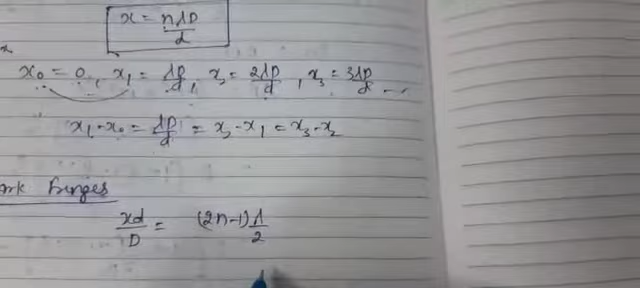 x = nλD/d
x₀ = 0, x₁ = λD/d, x₂ = 2λD/d, x₃ = 3λD/d ...
x₁ - x₀ = λD/d = x₂ - x₁ = x₃ - x₂
ark fringes
xd/D = (2n-1)λ/2